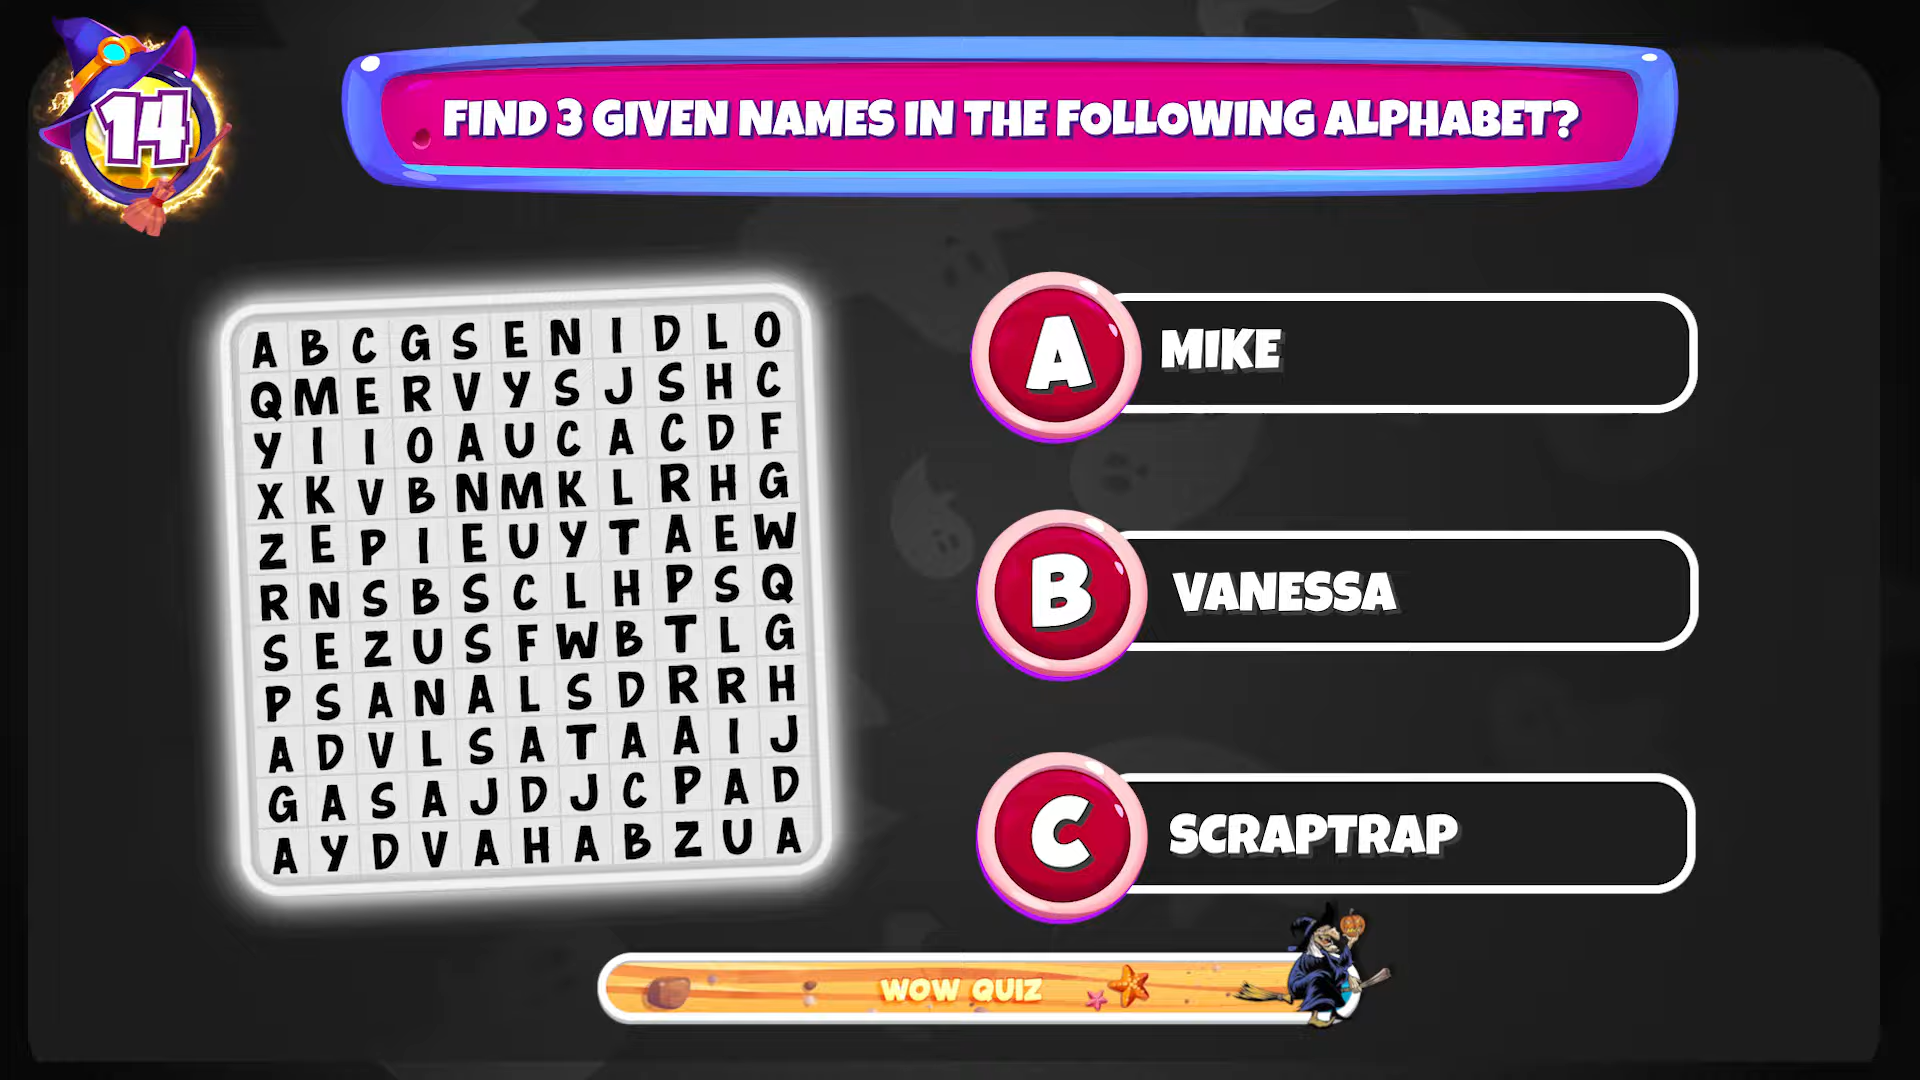 14
FIND 3 GIVEN NAMES IN THE FOLLOWING ALPHABET?
A B C G S E N I D L O
Q M E R V Y S J S H C
Y I I O A U C A C D F
X K V B N M K L R H G
Z E P I E U Y T A E W
R N S B S C L H P S Q
S E Z U S F W B T L G
P S A N A L S D R R H
A D V L S A T A A I J
G A S A J D J C P A D
A Y D V A H A B Z U A
A MIKE
B VANESSA
C SCRAPTRAP
WOW QUIZ